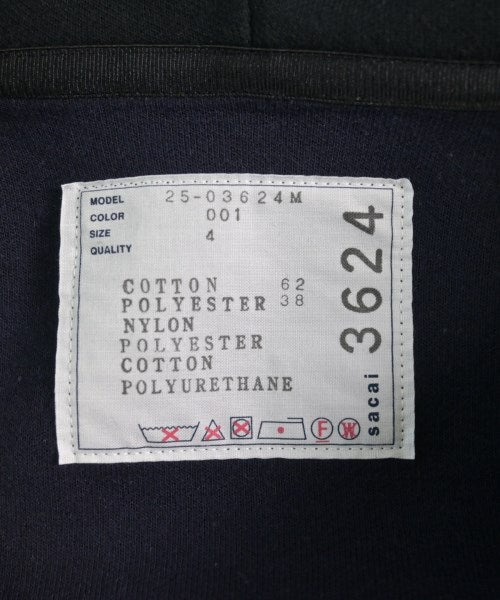 MODEL 25-03624M
COLOR 001
SIZE 4
QUALITY
COTTON 62
POLYESTER 38
NYLON
POLYESTER
COTTON
POLYURETHANE
F W
sacai 3624